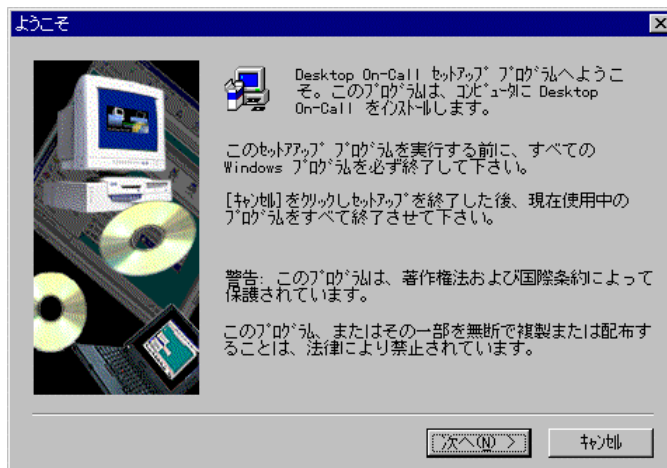 ようこそ
Desktop On-Call ｾｯﾄｱｯﾌﾟ ﾌﾟﾛｸﾞﾗﾑへようこ
そ。このﾌﾟﾛｸﾞﾗﾑは、ｺﾝﾋﾟｭｰﾀに Desktop
On-Call をｲﾝｽﾄｰﾙします。
このｾｯﾄｱｯﾌﾟ ﾌﾟﾛｸﾞﾗﾑを実行する前に、すべての
Windows ﾌﾟﾛｸﾞﾗﾑを必ず終了して下さい。
[ｷｬﾝｾﾙ]をｸﾘｯｸしｾｯﾄｱｯﾌﾟを終了した後、現在使用中の
ﾌﾟﾛｸﾞﾗﾑをすべて終了させて下さい。
警告: このﾌﾟﾛｸﾞﾗﾑは、著作権法および国際条約によって
保護されています。
このﾌﾟﾛｸﾞﾗﾑ、またはその一部を無断で複製または配布す
ることは、法律により禁止されています。
次へ(N) >
ｷｬﾝｾﾙ